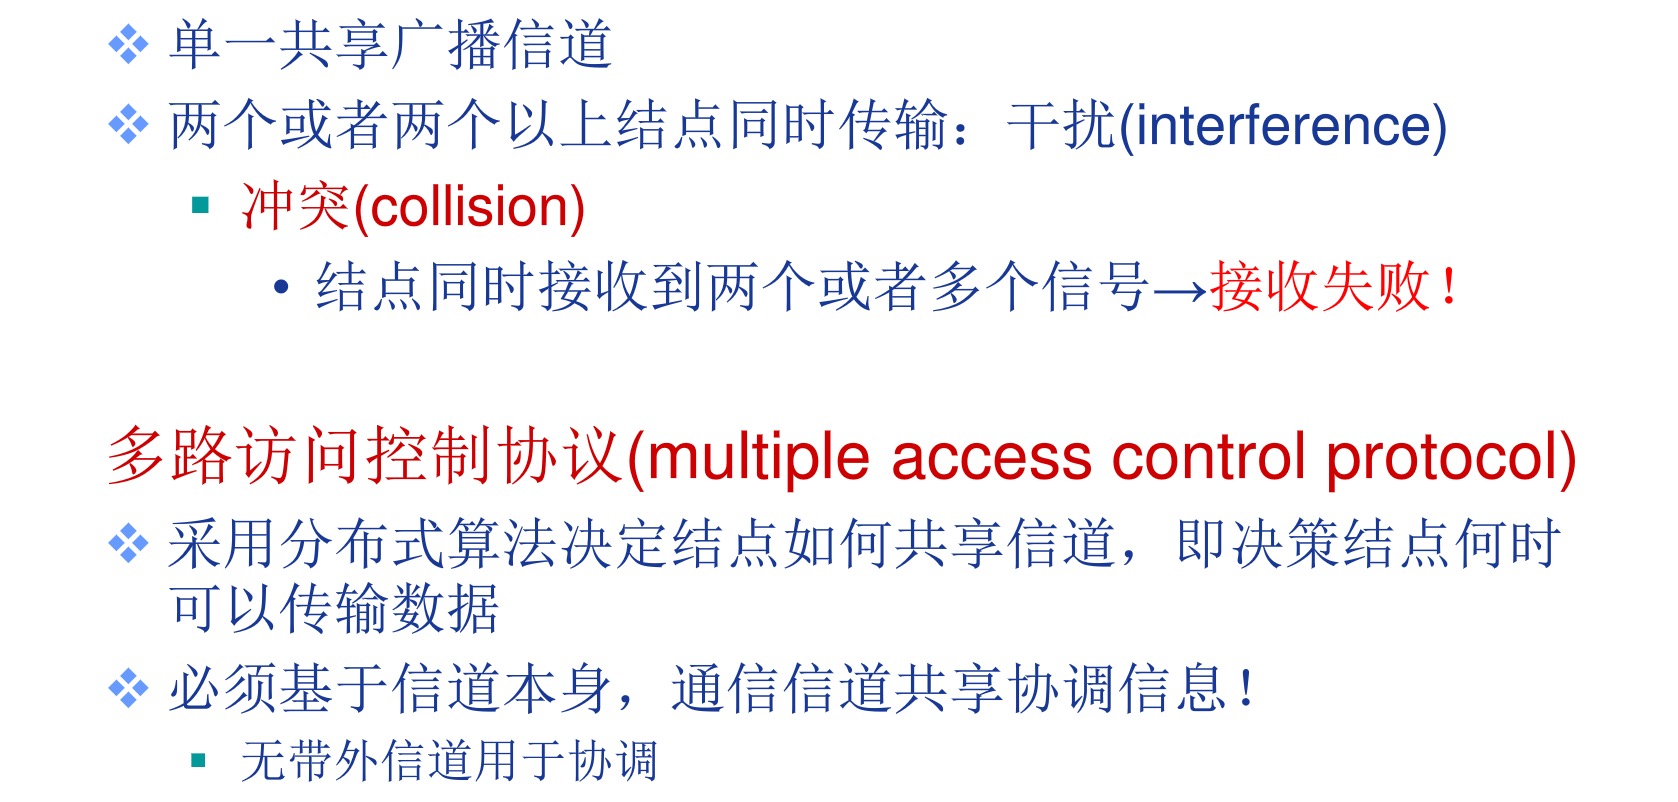 单一共享广播信道
两个或者两个以上结点同时传输：干扰(interference)
冲突(collision)
结点同时接收到两个或者多个信号→接收失败！
多路访问控制协议(multiple access control protocol)
采用分布式算法决定结点如何共享信道，即决策结点何时
可以传输数据
必须基于信道本身，通信信道共享协调信息！
无带外信道用于协调